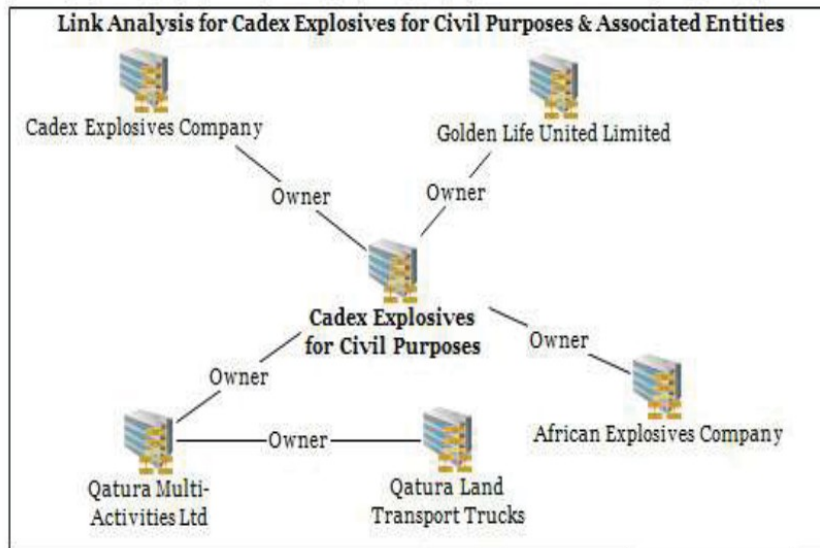 Link Analysis for Cadex Explosives for Civil Purposes & Associated Entities
Cadex Explosives Company
Golden Life United Limited
Owner
Owner
Cadex Explosives
for Civil Purposes
Owner
Owner
African Explosives Company
Owner
Qatura Multi-
Activities Ltd
Qatura Land
Transport Trucks